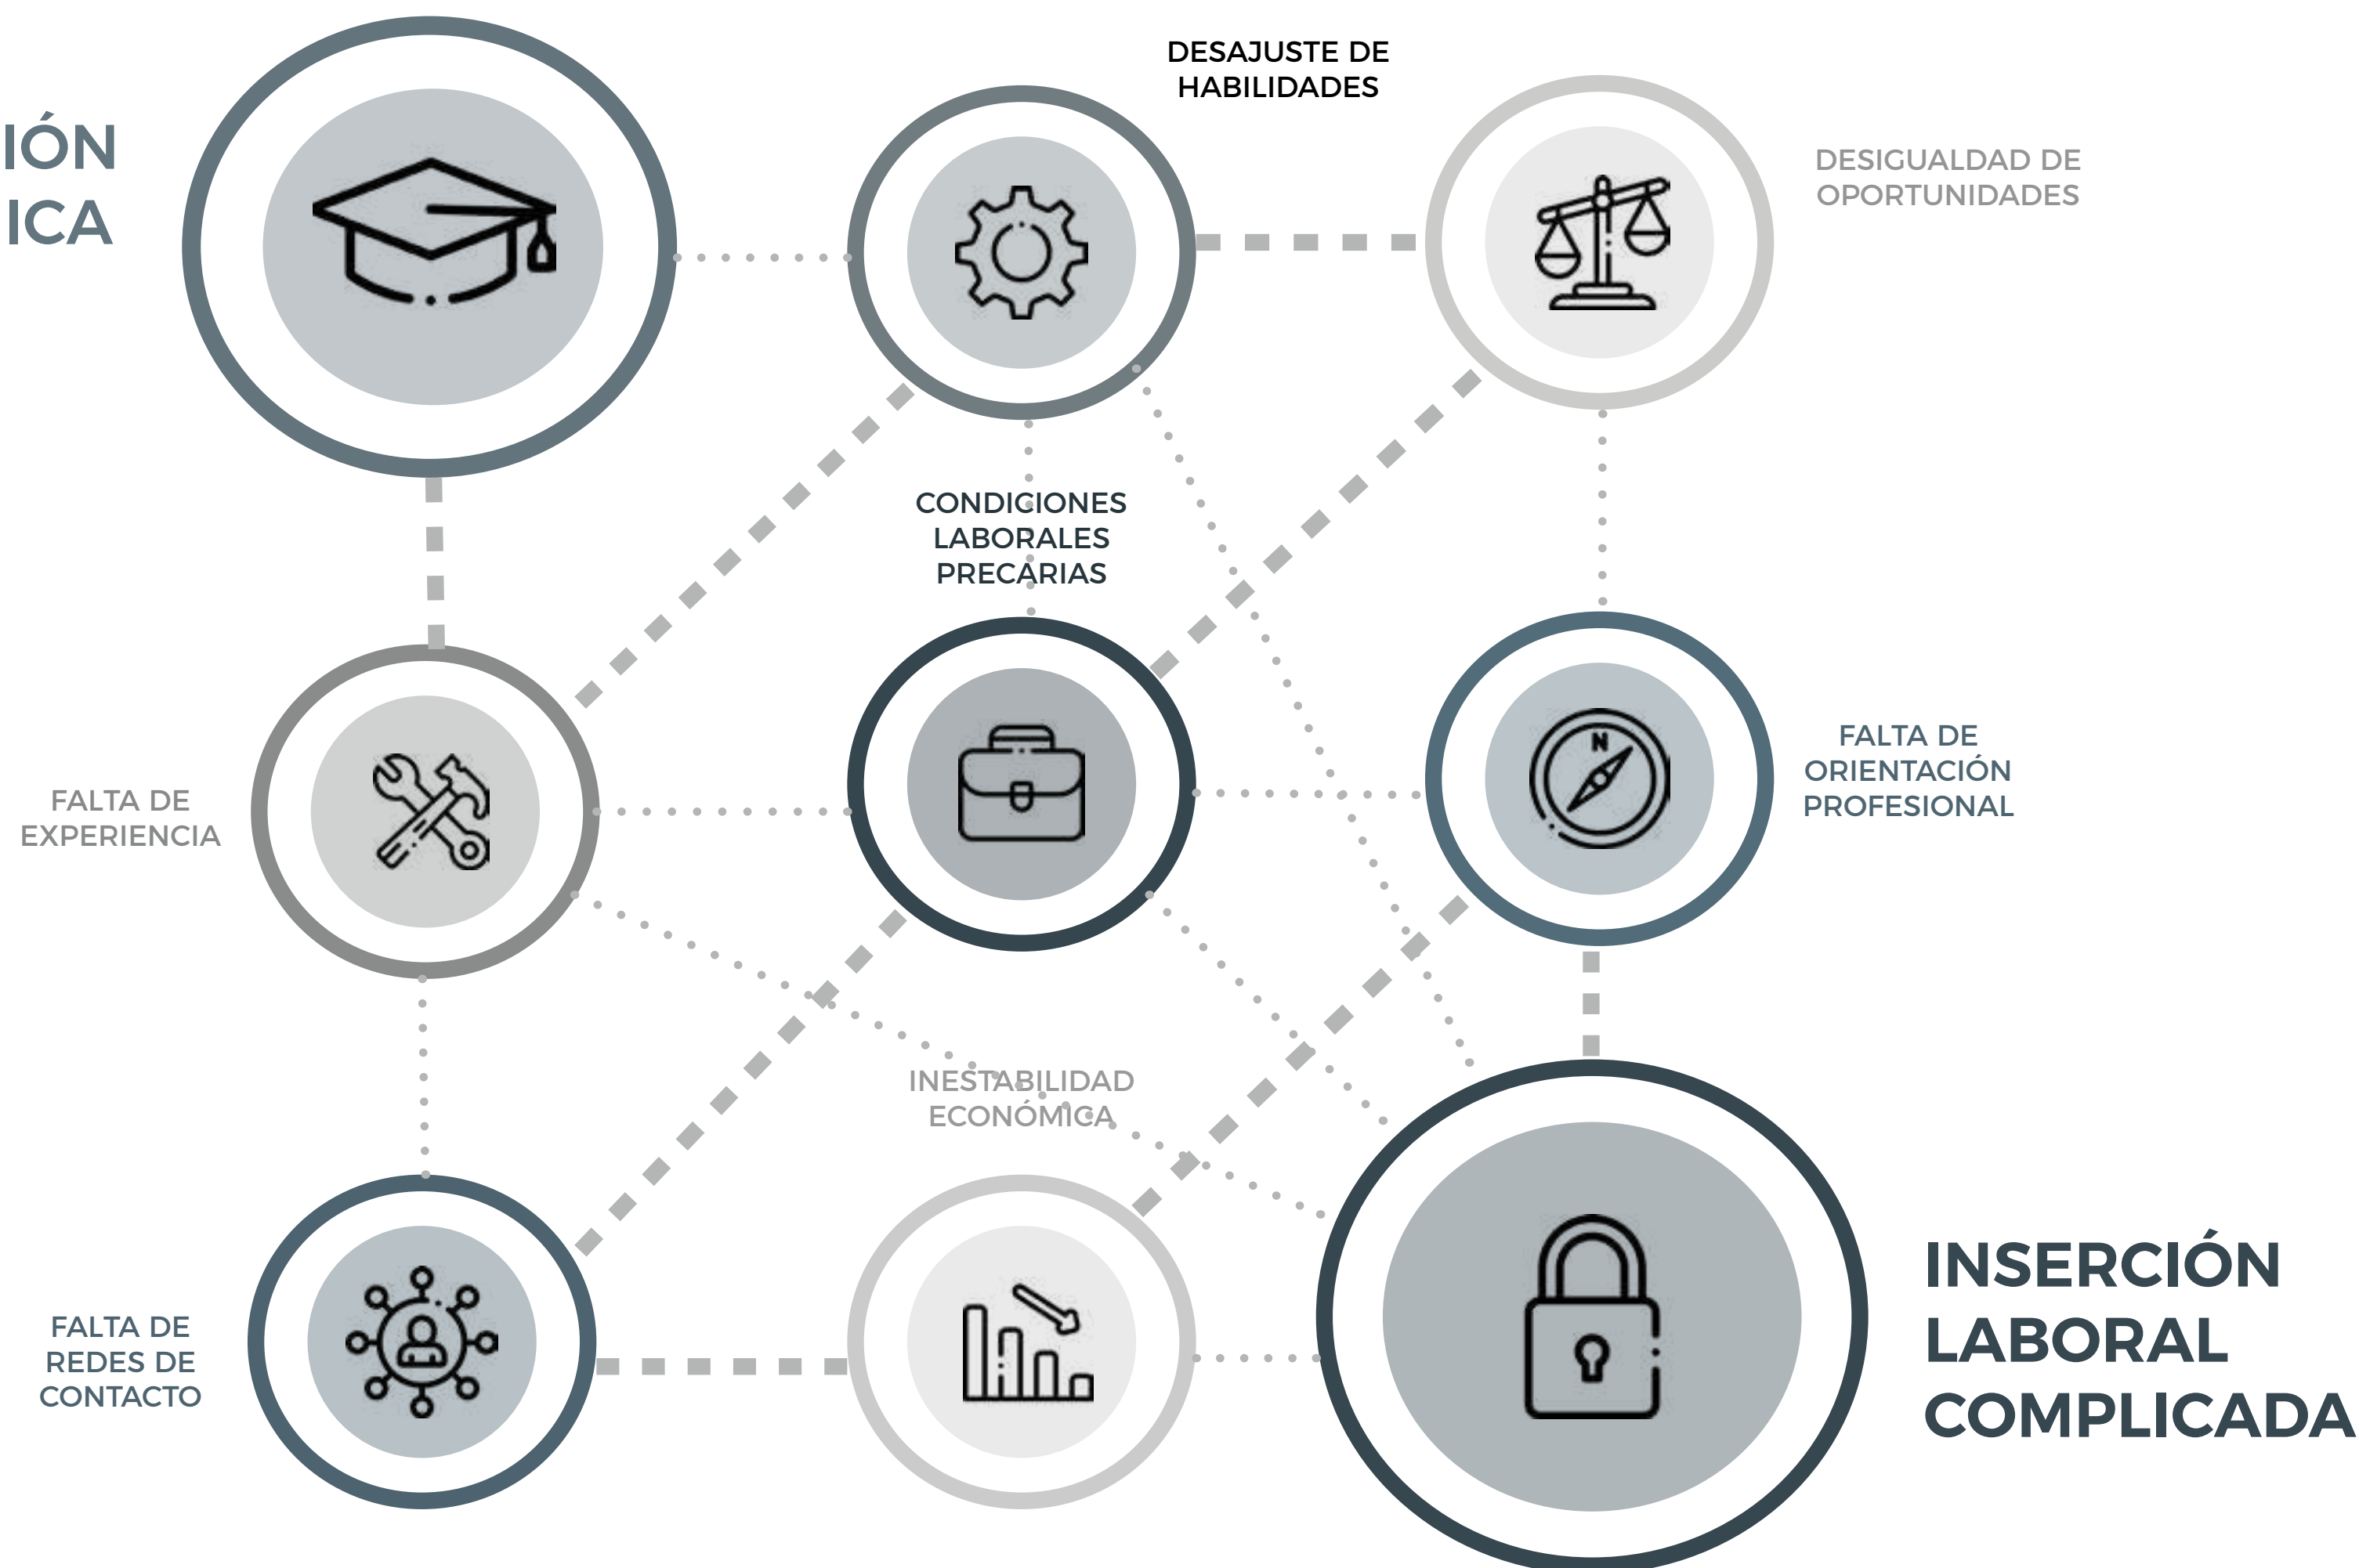 DESAJUSTE DE
HABILIDADES
IÓN
ICA
DESIGUALDAD DE
OPORTUNIDADES
CONDICIONES
LABORALES
PRECARIAS
FALTA DE
EXPERIENCIA
N
FALTA DE
ORIENTACIÓN
PROFESIONAL
INESTABILIDAD
ECONÓMICA
FALTA DE
REDES DE
CONTACTO
INSERCIÓN
LABORAL
COMPLICADA